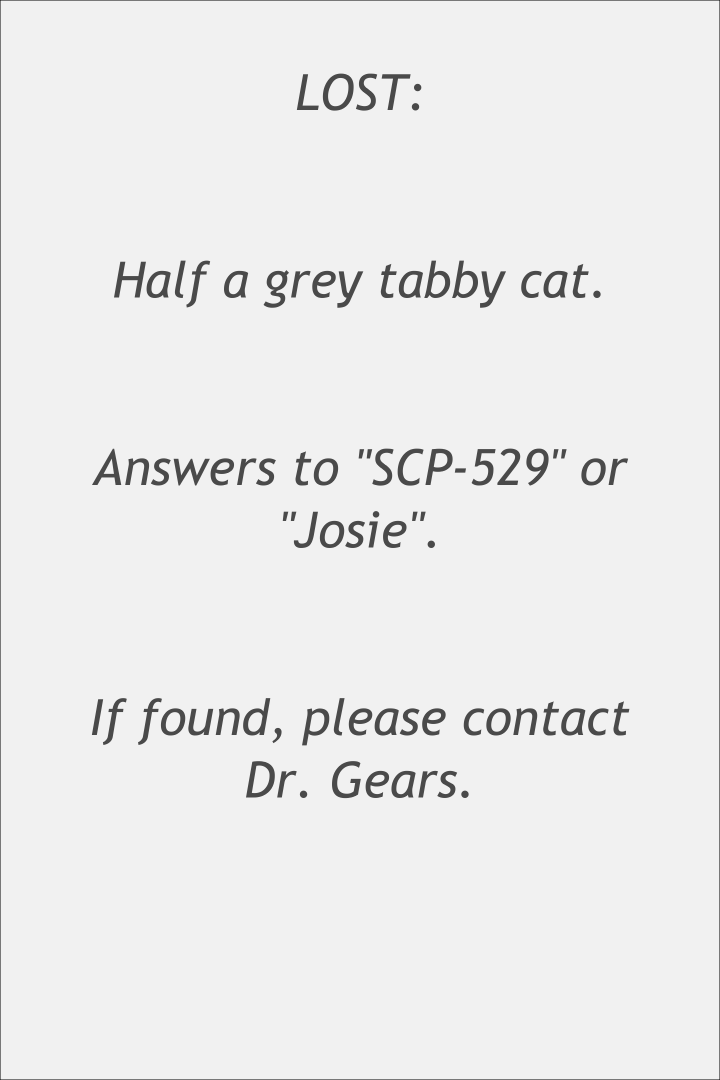 LOST:
Half a grey tabby cat.
Answers to "SCP-529" or
"Josie".
If found, please contact
Dr. Gears.